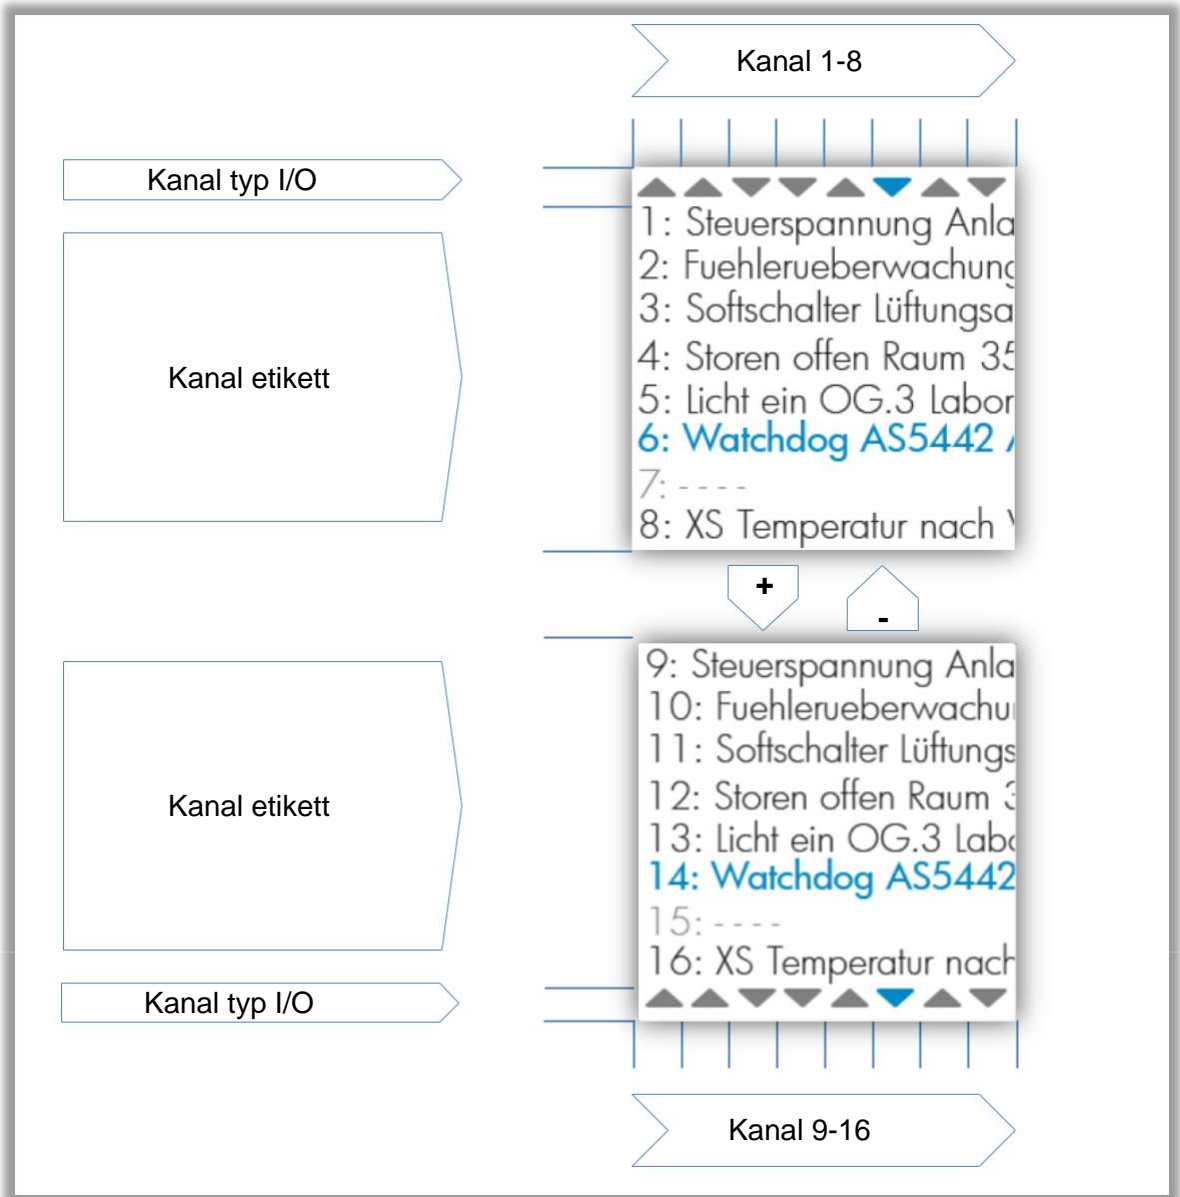 Kanal 1-8
Kanal typ I/O
1: Steuerspannung Anla
2: Fuehlerueberwachung
3: Softschalter Lüftungsa
4: Storen offen Raum 35
Kanal etikett
5: Licht ein OG.3 Labor
6: Watchdog AS5442
7: ----
8: XS Temperatur nach
+
-
9: Steuerspannung Anla
10: Fuehlerueberwachu
11: Softschalter Lüftungs
12: Storen offen Raum 3
Kanal etikett
13: Licht ein OG.3 Labo
14: Watchdog AS5442
15: ----
16: XS Temperatur nach
Kanal typ I/O
Kanal 9-16